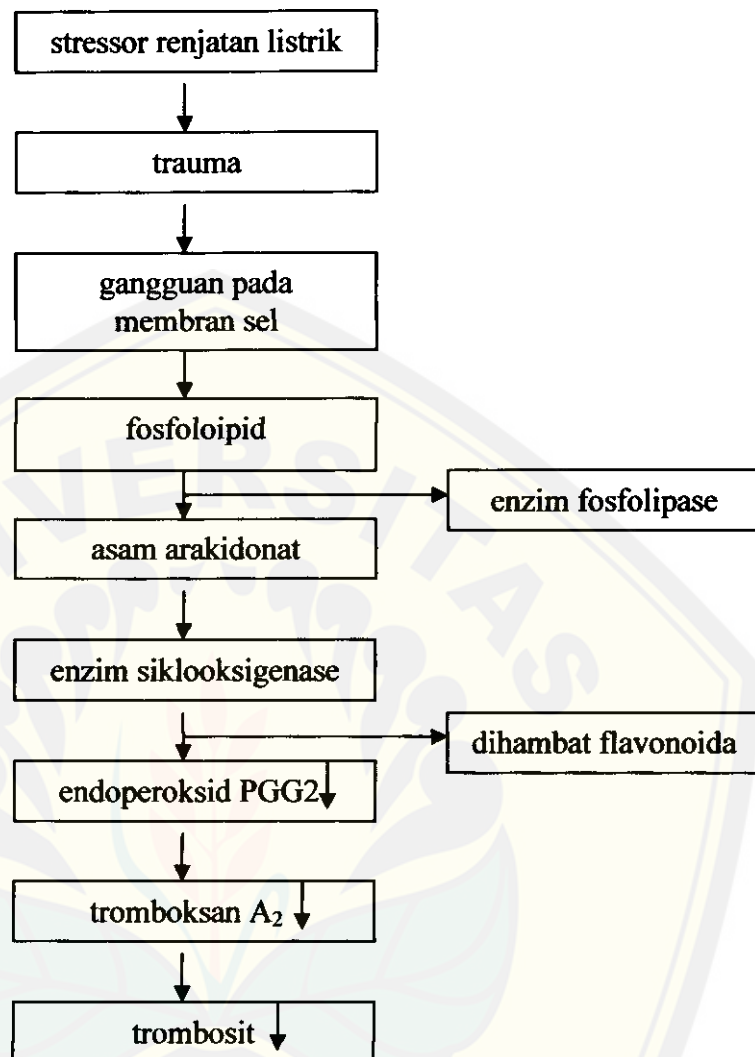 stressor renjatan listrik
trauma
gangguan pada
membran sel
fosfoloipid
enzim fosfolipase
asam arakidonat
enzim siklooksigenase
dihambat flavonoida
endoperoksid PGG2↓
tromboksan A₂ ↓
trombosit ↓
VERSITAS